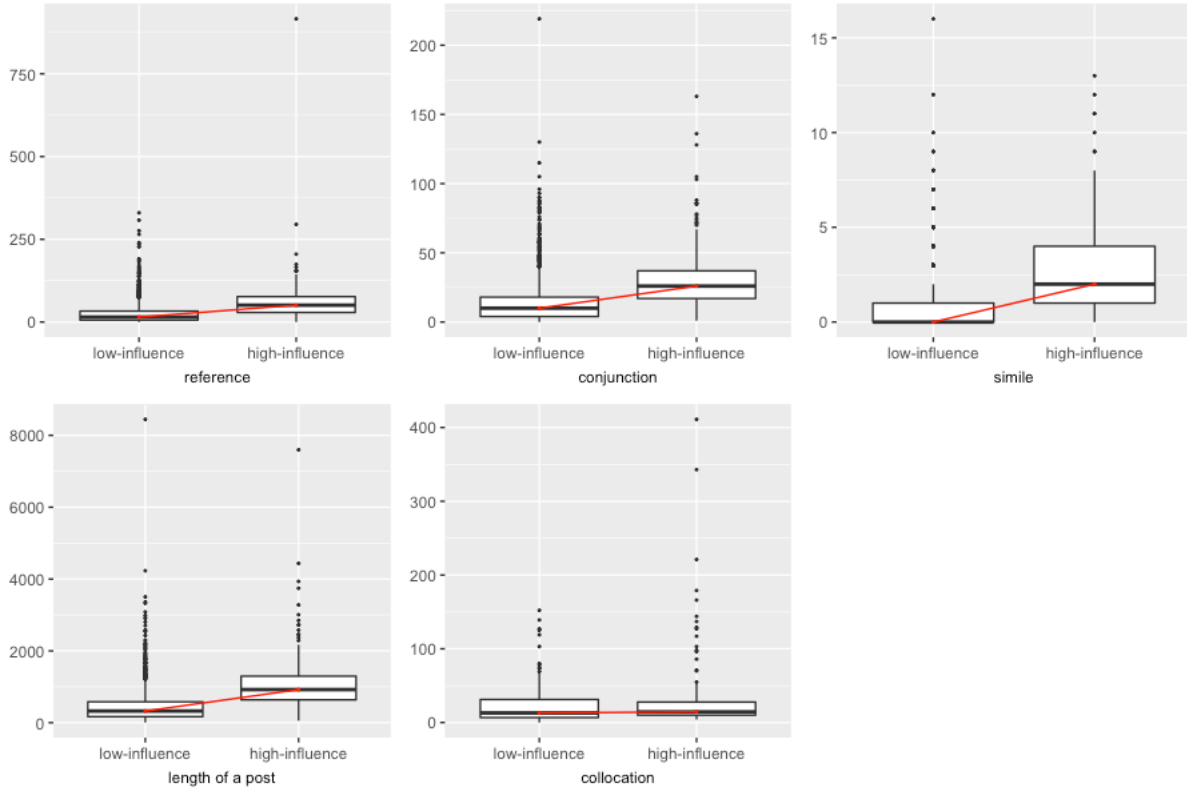 750
500
250
0
low-influence
high-influence
reference
200
150
100
50
0
low-influence
high-influence
conjunction
15
10
5
0
low-influence
high-influence
simile
8000
6000
4000
2000
0
low-influence
high-influence
length of a post
400
300
200
100
0
low-influence
high-influence
collocation